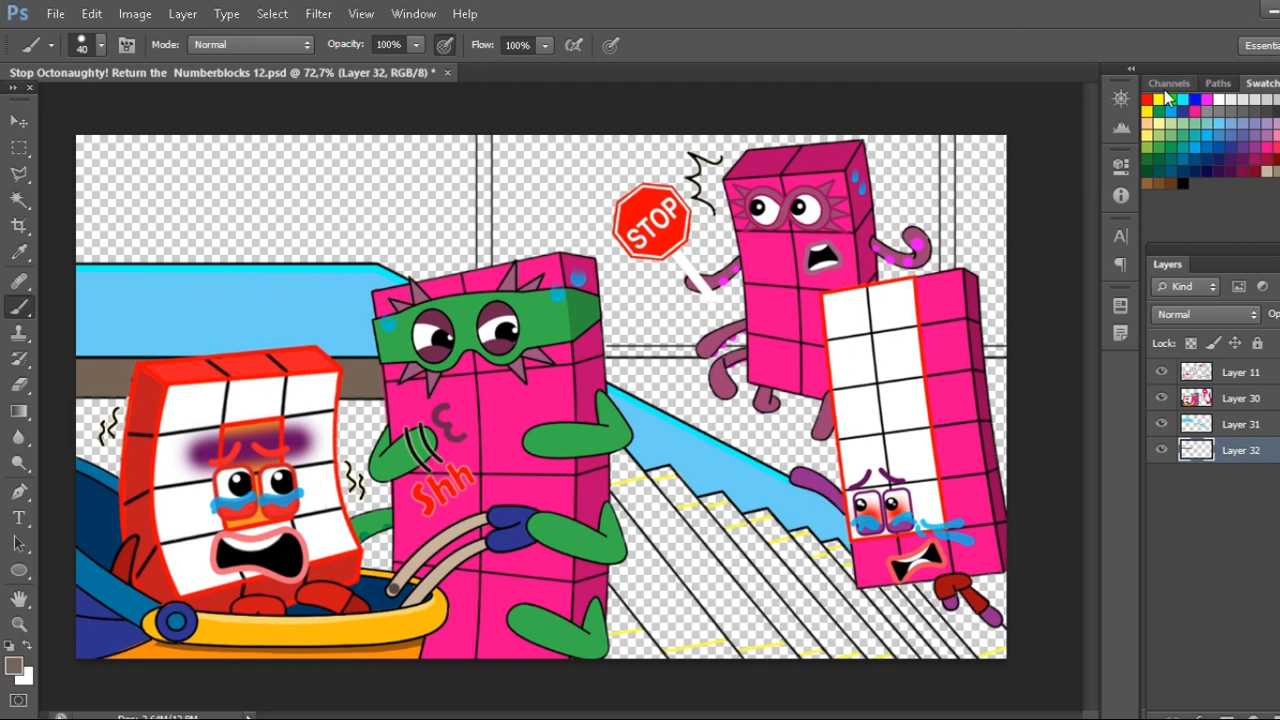 Ps File Edit Image Layer Type Select Filter View Window Help
40 Mode: Normal Opacity: 100% Flow: 100% Essenti
Stop Octonaughty! Return the Numberblocks 12.psd @ 72,7% (Layer 32, RGB/8) * ×
Channels Paths Swatch
STOP
Shh
Layers
Kind
Normal Op
Lock:
Layer 11
Layer 30
Layer 31
Layer 32